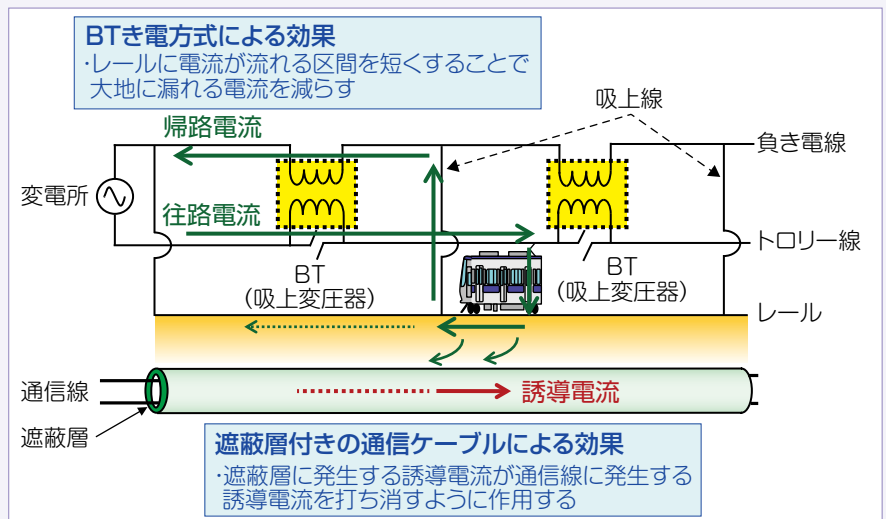 BTき電方式による効果
・レールに電流が流れる区間を短くすることで
大地に漏れる電流を減らす
吸上線
帰路電流
負き電線
変電所
往路電流
トロリー線
BT
(吸上変圧器)
BT
(吸上変圧器)
レール
通信線
誘導電流
遮蔽層
遮蔽層付きの通信ケーブルによる効果
・遮蔽層に発生する誘導電流が通信線に発生する
誘導電流を打ち消すように作用する